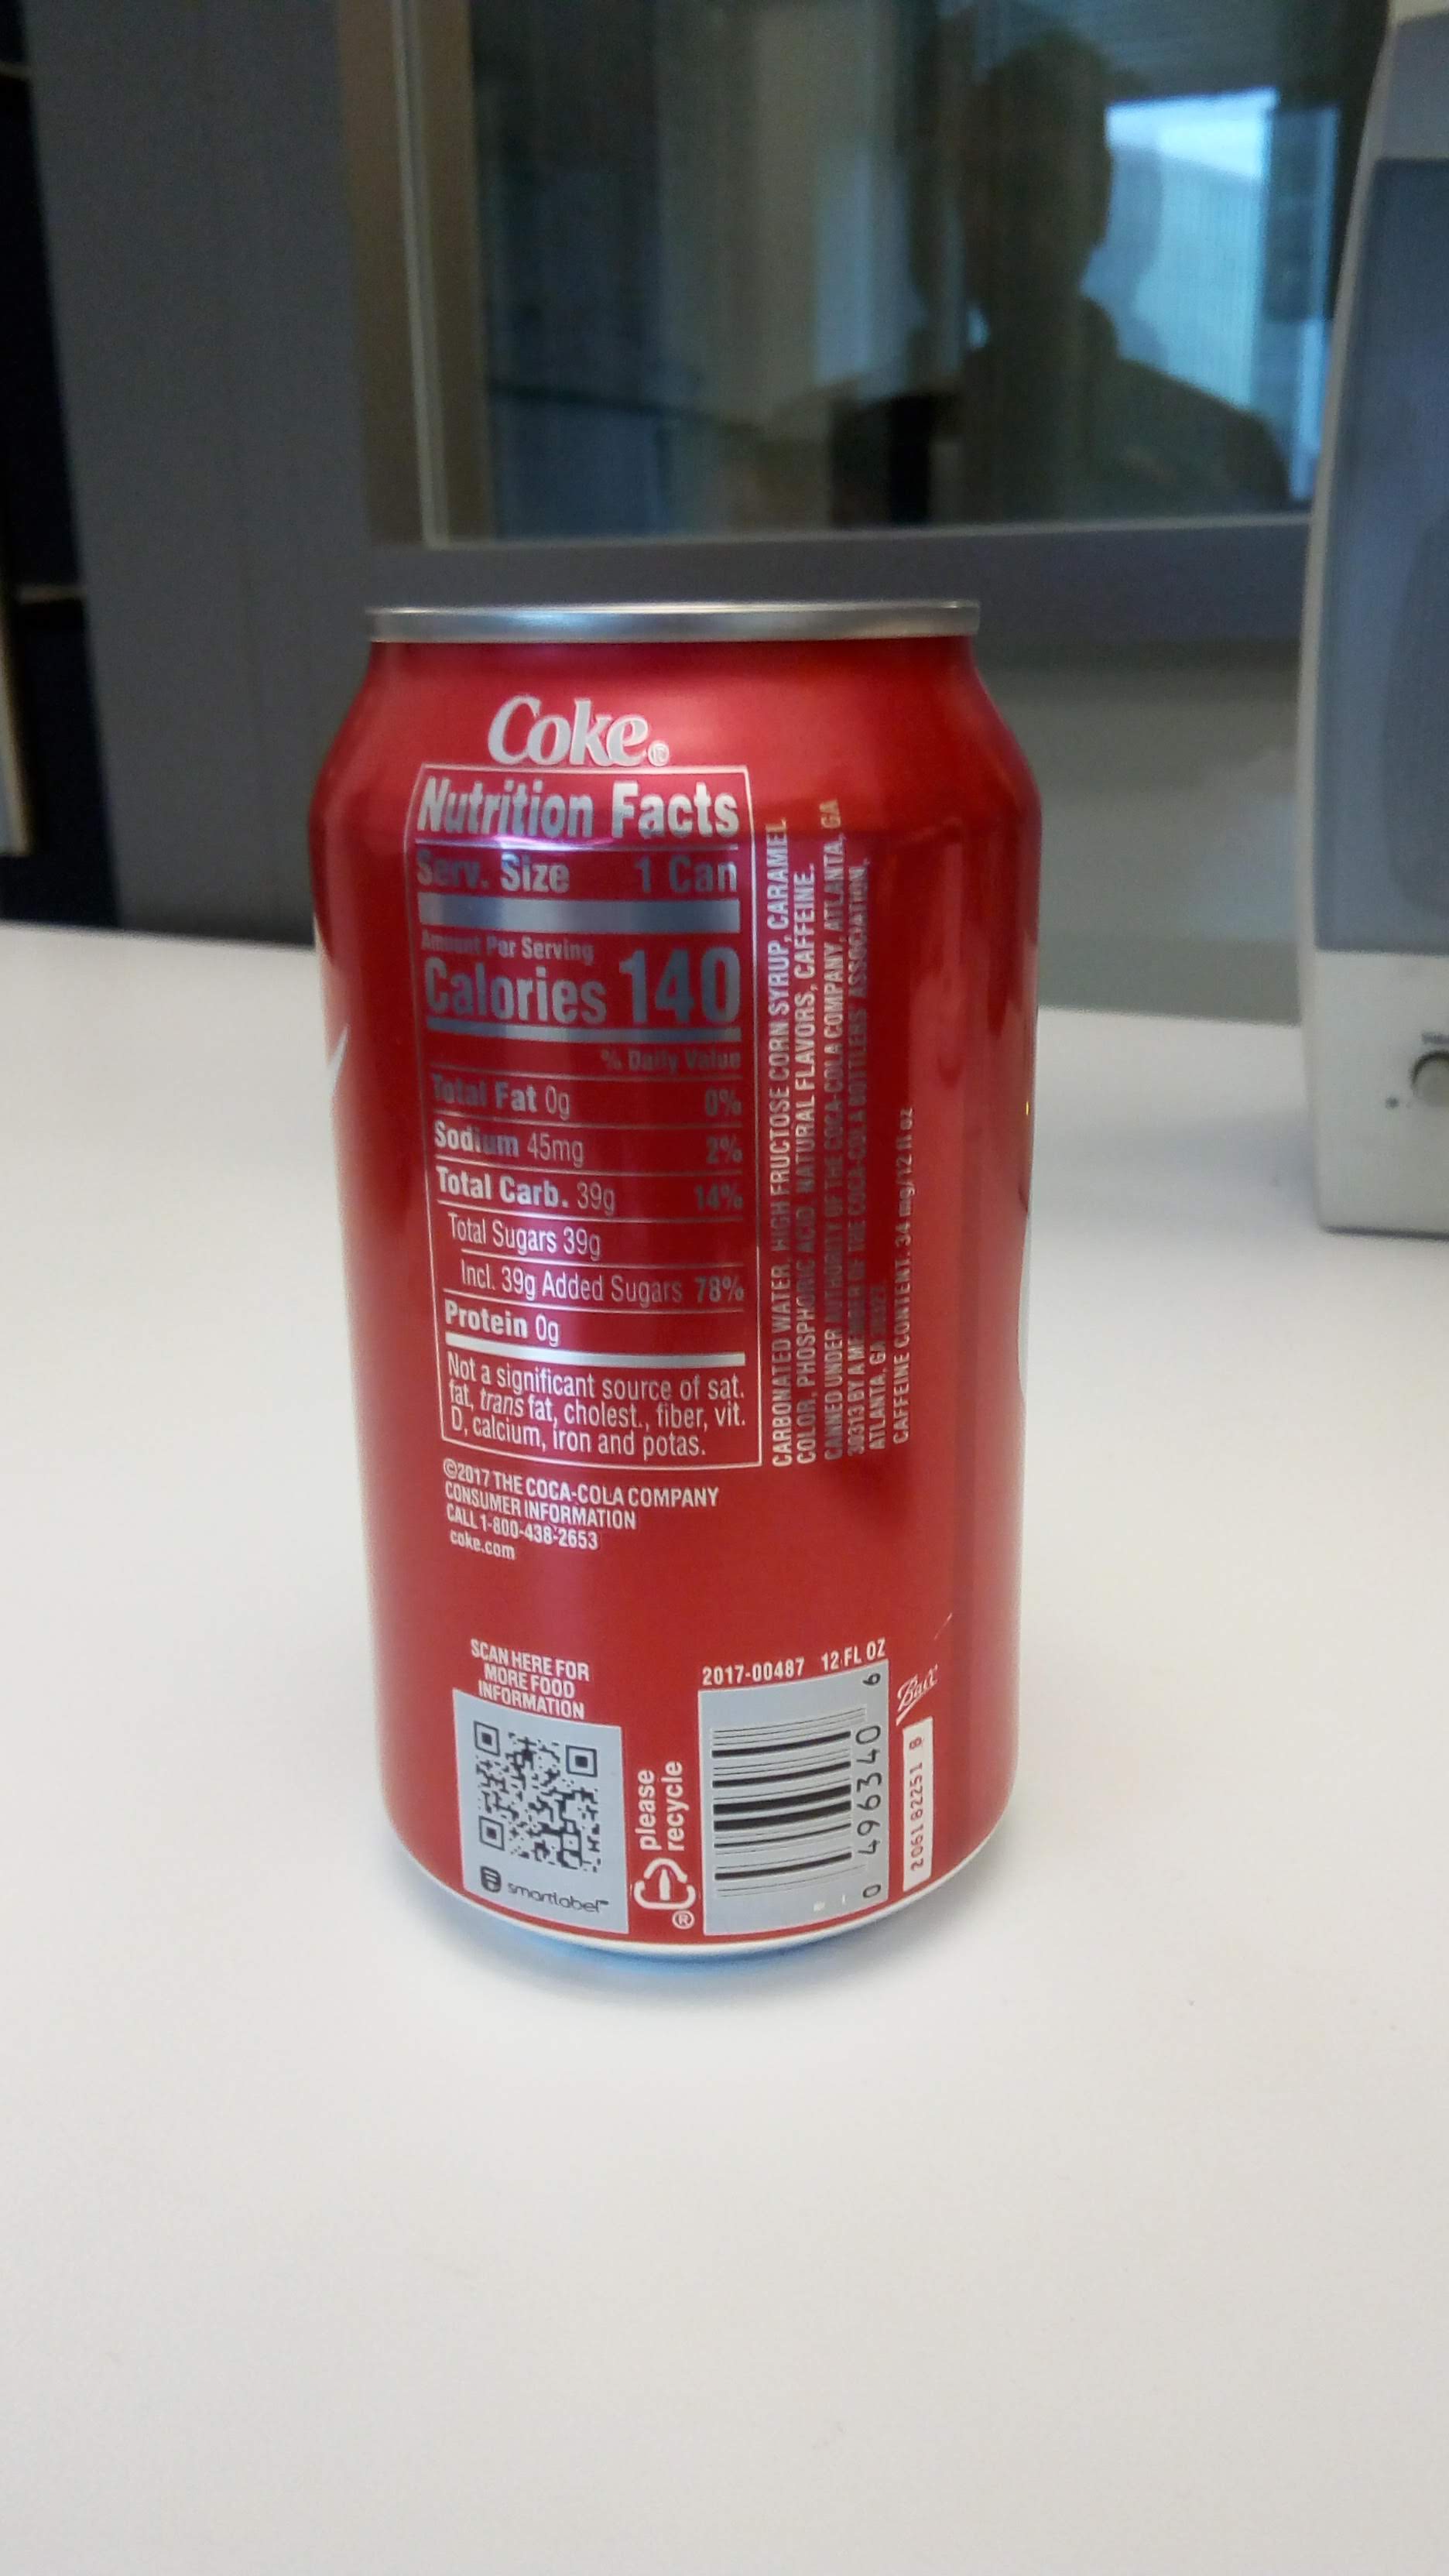 Coke®
Nutrition Facts
Serv. Size 1 Can
Amount Per Serving
Calories 140
% Daily Value
Total Fat 0g 0%
Sodium 45mg 2%
Total Carb. 39g 14%
Total Sugars 39g
Incl. 39g Added Sugars 78%
Protein 0g
Not a significant source of sat.
fat, trans fat, cholest., fiber, vit.
D, calcium, iron and potas.
CARBONATED WATER, HIGH FRUCTOSE CORN SYRUP, CARAMEL
COLOR, PHOSPHORIC ACID, NATURAL FLAVORS, CAFFEINE.
CANNED UNDER AUTHORITY OF THE COCA-COLA COMPANY, ATLANTA, GA
30313 BY A MEMBER OF THE COCA-COLA BOTTLERS' ASSOCIATION,
ATLANTA, GA
CAFFEINE CONTENT: 34 mg/12 fl oz
©2017 THE COCA-COLA COMPANY
CONSUMER INFORMATION
CALL 1-800-438-2653
coke.com
SCAN HERE FOR
MORE FOOD
INFORMATION
smartlabel™
please
recycle
®
2017-00487 12 FL OZ
0 496340 6
Ball
206182251 8